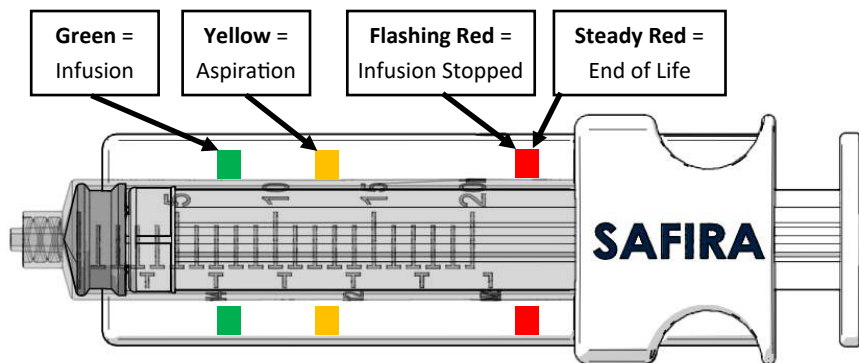 Green =
Infusion
Yellow =
Aspiration
Flashing Red =
Infusion Stopped
Steady Red =
End of Life
5
10
15
20
SAFIRA